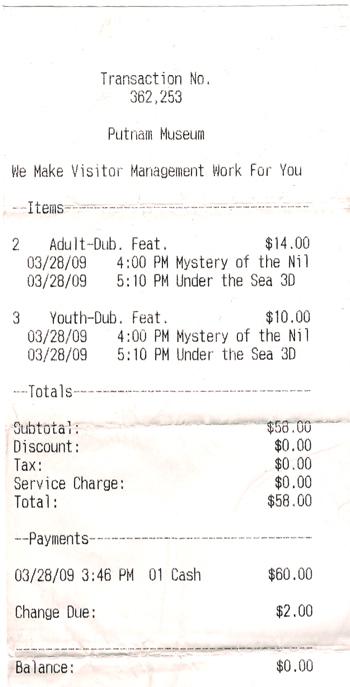 Transaction No.
362,253
Putnam Museum
We Make Visitor Management Work For You
--Items--------------------------------
2 Adult-Dub. Feat. $14.00
03/28/09 4:00 PM Mystery of the Nil
03/28/09 5:10 PM Under the Sea 3D
3 Youth-Dub. Feat. $10.00
03/28/09 4:00 PM Mystery of the Nil
03/28/09 5:10 PM Under the Sea 3D
--Totals-------------------------------
Subtotal: $58.00
Discount: $0.00
Tax: $0.00
Service Charge: $0.00
Total: $58.00
--Payments-----------------------------
03/28/09 3:46 PM 01 Cash $60.00
Change Due: $2.00
---------------------------------------
Balance: $0.00